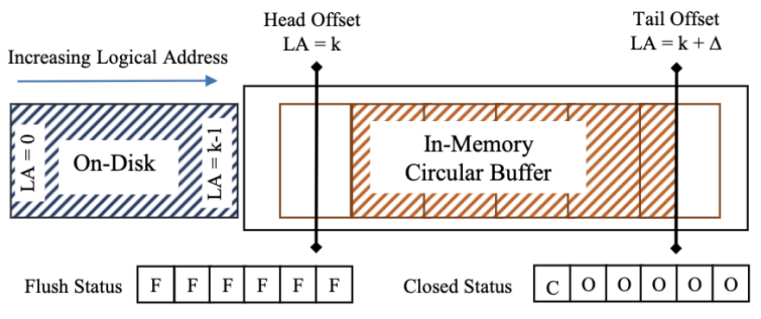 Head Offset
LA = k
Tail Offset
LA = k + Δ
Increasing Logical Address
LA = 0
On-Disk
LA = k-1
In-Memory
Circular Buffer
Flush Status F F F F F F
Closed Status C O O O O O